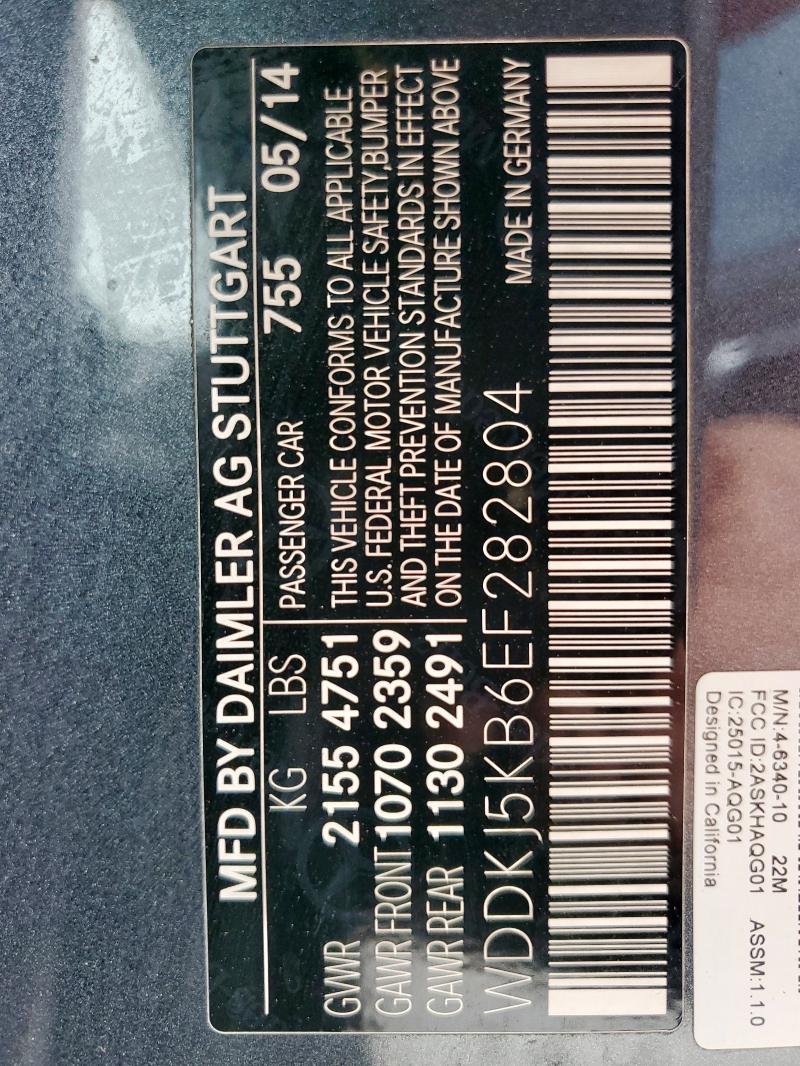 MFD BY DAIMLER AG STUTTGART
KG LBS PASSENGER CAR 755 05/14
GVWR 2155 4751
GAWR FRONT 1070 2359
GAWR REAR 1130 2491
THIS VEHICLE CONFORMS TO ALL APPLICABLE
U.S. FEDERAL MOTOR VEHICLE SAFETY,BUMPER
AND THEFT PREVENTION STANDARDS IN EFFECT
ON THE DATE OF MANUFACTURE SHOWN ABOVE
WDDKJ5KB6EF282804 MADE IN GERMANY
M/N:4-6340-10 22M
FCC ID:2ASKHAQG01 ASSM:1.1.0
IC:25015-AQG01
Designed in California